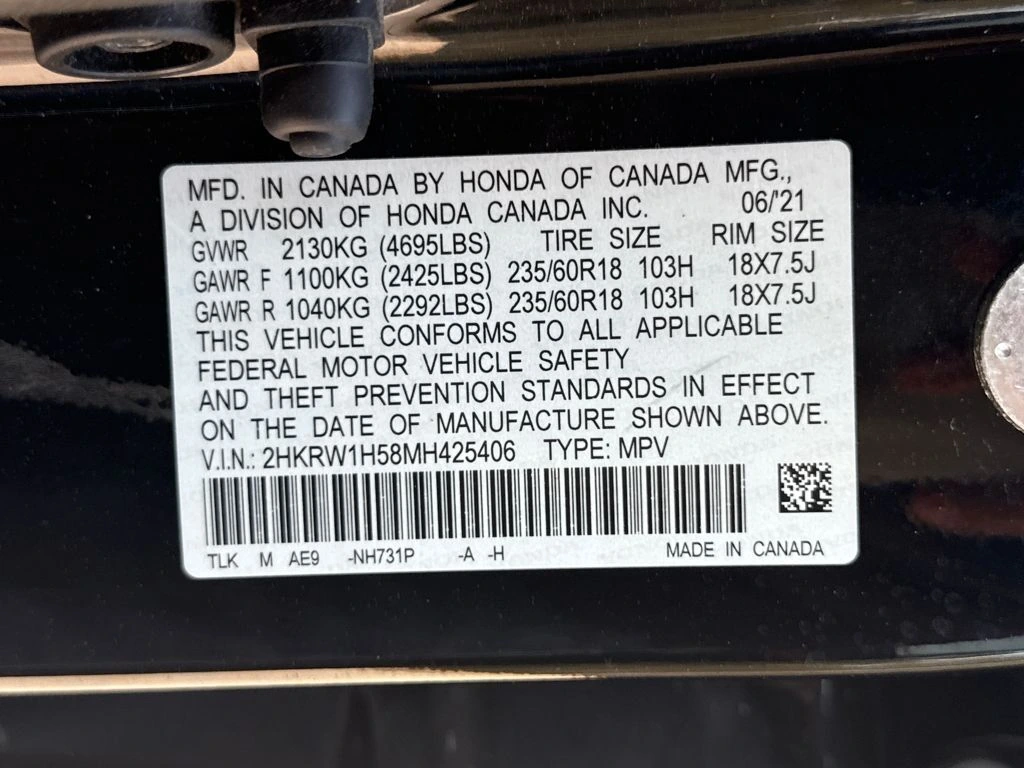 MFD. IN CANADA BY HONDA OF CANADA MFG.,
A DIVISION OF HONDA CANADA INC. 06/'21
GVWR 2130KG (4695LBS) TIRE SIZE RIM SIZE
GAWR F 1100KG (2425LBS) 235/60R18 103H 18X7.5J
GAWR R 1040KG (2292LBS) 235/60R18 103H 18X7.5J
THIS VEHICLE CONFORMS TO ALL APPLICABLE
FEDERAL MOTOR VEHICLE SAFETY
AND THEFT PREVENTION STANDARDS IN EFFECT
ON THE DATE OF MANUFACTURE SHOWN ABOVE.
V.I.N.: 2HKRW1H58MH425406 TYPE: MPV
TLK M AE9 -NH731P -A -H MADE IN CANADA